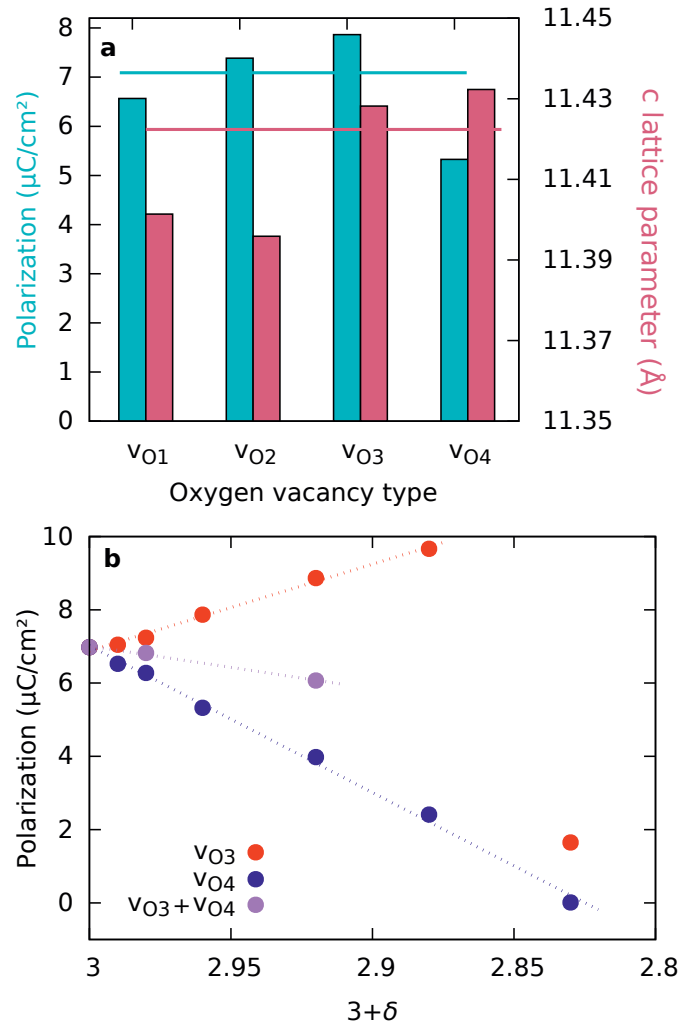 a
Polarization (µC/cm²)
8
7
6
5
4
3
2
1
0
11.45
11.43
11.41
11.39
11.37
11.35
c lattice parameter (Å)
vO1 vO2 vO3 vO4
Oxygen vacancy type
b
Polarization (µC/cm²)
10
8
6
4
2
0
vO3
vO4
vO3+vO4
3 2.95 2.9 2.85 2.8
3+δ